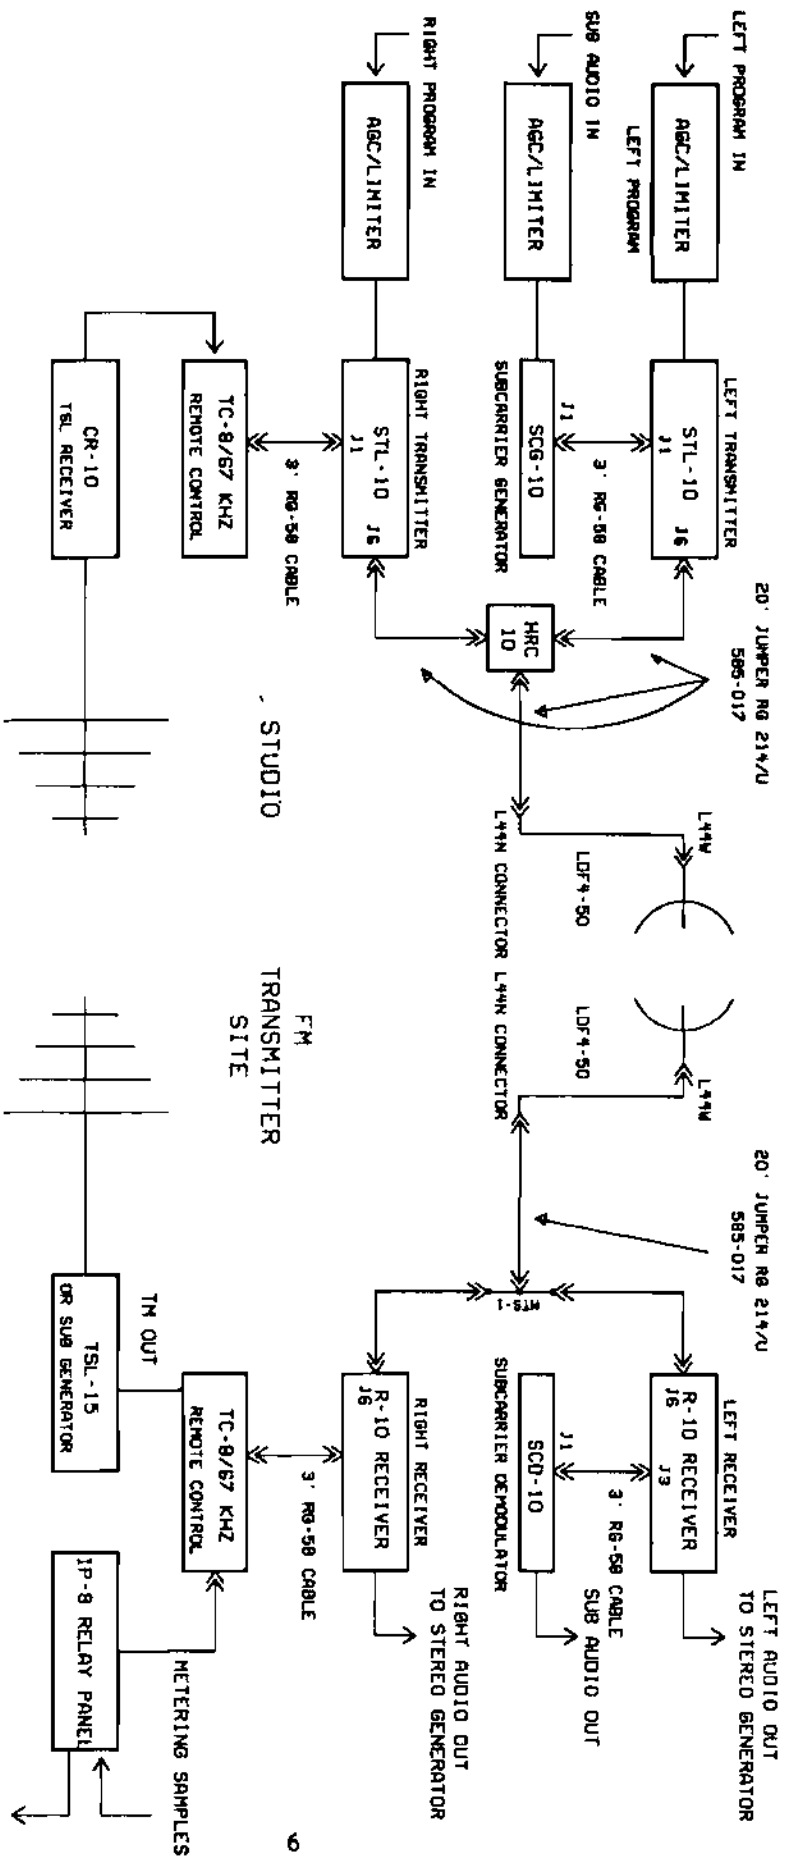 LEFT PROGRAM IN
AGC/LIMITER
LEFT PROGRAM
SUB AUDIO IN
AGC/LIMITER
RIGHT PROGRAM IN
AGC/LIMITER
LEFT TRANSMITTER
STL-10
J1
J6
3' RG-58 CABLE
J1
SCG-10
SUBCARRIER GENERATOR
RIGHT TRANSMITTER
STL-10
J1
J6
3' RG-58 CABLE
TC-8/67 KHZ
REMOTE CONTROL
CR-10
TSL RECEIVER
20' JUMPER RG 214/U
585-017
HRC
10
L44W
LDF4-50
L44N CONNECTOR
STUDIO
FM
TRANSMITTER
SITE
L44W
LDF4-50
L44N CONNECTOR
20' JUMPER RG 214/U
585-017
MTS-1
LEFT RECEIVER
R-10 RECEIVER
J6
J3
3' RG-58 CABLE
J1
SCD-10
SUBCARRIER DEMODULATOR
RIGHT RECEIVER
R-10 RECEIVER
J6
3' RG-58 CABLE
TC-8/67 KHZ
REMOTE CONTROL
TM OUT
TSL-15
OR SUB GENERATOR
LEFT AUDIO OUT
TO STEREO GENERATOR
SUB AUDIO OUT
RIGHT AUDIO OUT
TO STEREO GENERATOR
METERING SAMPLES
IP-8 RELAY PANEL
6